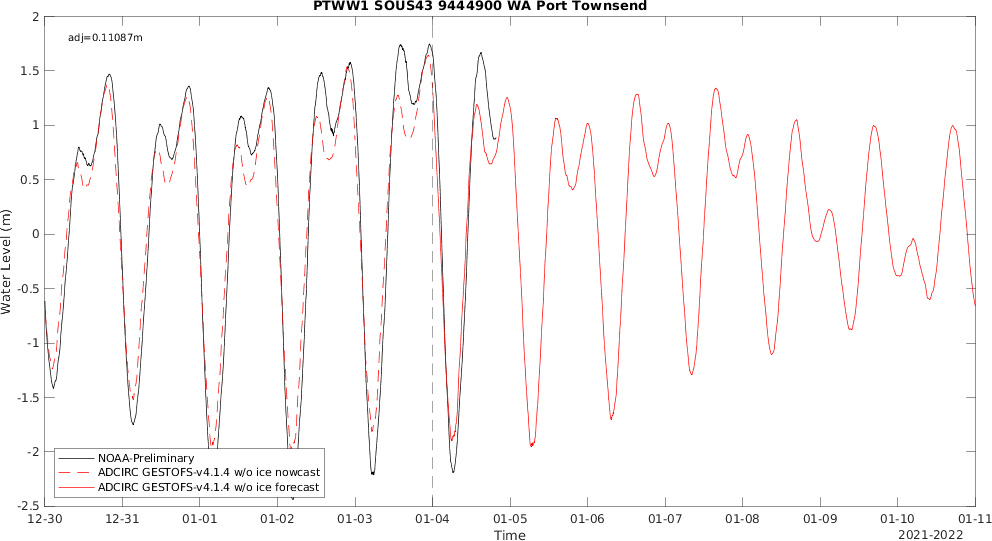 PTWW1 SOUS43 9444900 WA Port Townsend
adj=0.11087m
2
1.5
1
0.5
0
-0.5
-1
-1.5
-2
-2.5
Water Level (m)
NOAA-Preliminary
ADCIRC GESTOFS-v4.1.4 w/o ice nowcast
ADCIRC GESTOFS-v4.1.4 w/o ice forecast
12-30 12-31 01-01 01-02 01-03 01-04 01-05 01-06 01-07 01-08 01-09 01-10 01-11
Time
2021-2022